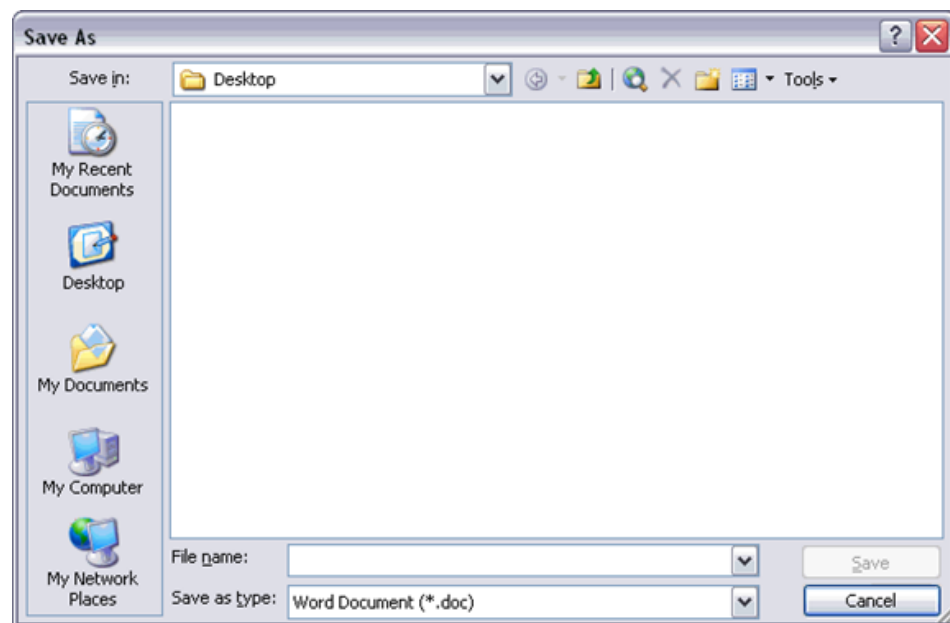 Save As
Save in:
Desktop
Tools
My Recent
Documents
Desktop
My Documents
My Computer
My Network
Places
File name:
Save
Save as type:
Word Document (*.doc)
Cancel